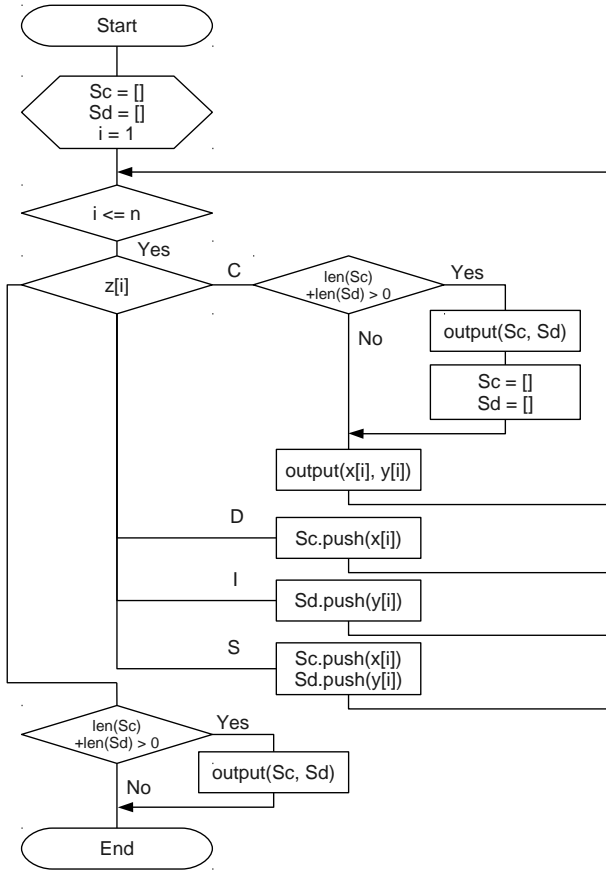 Start
Sc = []
Sd = []
i = 1
i <= n
Yes
z[i]
C
len(Sc)
+len(Sd) > 0
Yes
output(Sc, Sd)
No
Sc = []
Sd = []
output(x[i], y[i])
D
Sc.push(x[i])
I
Sd.push(y[i])
S
Sc.push(x[i])
Sd.push(y[i])
len(Sc)
+len(Sd) > 0
Yes
output(Sc, Sd)
No
End